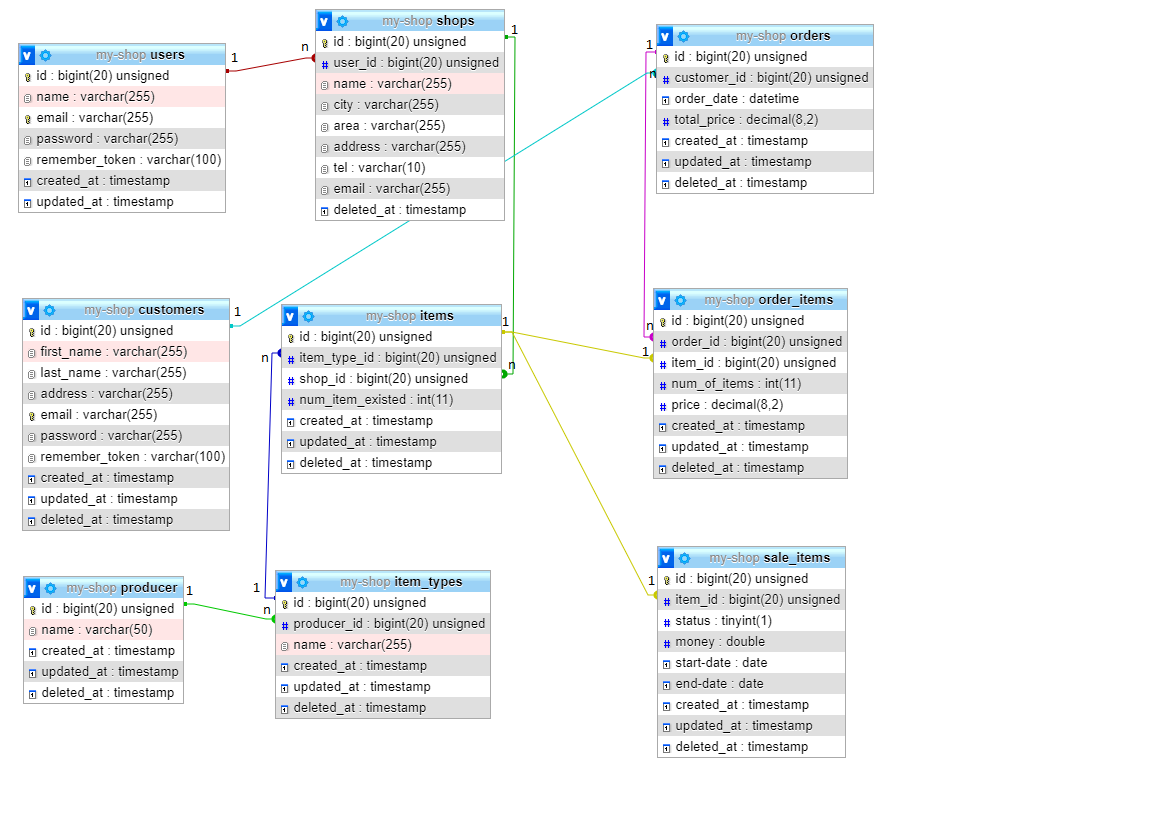 my-shop users
id : bigint(20) unsigned
name : varchar(255)
email : varchar(255)
password : varchar(255)
remember_token : varchar(100)
created_at : timestamp
updated_at : timestamp
1
n
my-shop shops
id : bigint(20) unsigned
user_id : bigint(20) unsigned
name : varchar(255)
city : varchar(255)
area : varchar(255)
address : varchar(255)
tel : varchar(10)
email : varchar(255)
deleted_at : timestamp
1
1
n
my-shop orders
id : bigint(20) unsigned
customer_id : bigint(20) unsigned
order_date : datetime
total_price : decimal(8,2)
created_at : timestamp
updated_at : timestamp
deleted_at : timestamp
my-shop customers
id : bigint(20) unsigned
first_name : varchar(255)
last_name : varchar(255)
address : varchar(255)
email : varchar(255)
password : varchar(255)
remember_token : varchar(100)
created_at : timestamp
updated_at : timestamp
deleted_at : timestamp
1
n
my-shop items
id : bigint(20) unsigned
item_type_id : bigint(20) unsigned
shop_id : bigint(20) unsigned
num_item_existed : int(11)
created_at : timestamp
updated_at : timestamp
deleted_at : timestamp
1
n
n
1
my-shop order_items
id : bigint(20) unsigned
order_id : bigint(20) unsigned
item_id : bigint(20) unsigned
num_of_items : int(11)
price : decimal(8,2)
created_at : timestamp
updated_at : timestamp
deleted_at : timestamp
my-shop producer
id : bigint(20) unsigned
name : varchar(50)
created_at : timestamp
updated_at : timestamp
deleted_at : timestamp
1
1
n
my-shop item_types
id : bigint(20) unsigned
producer_id : bigint(20) unsigned
name : varchar(255)
created_at : timestamp
updated_at : timestamp
deleted_at : timestamp
1
my-shop sale_items
id : bigint(20) unsigned
item_id : bigint(20) unsigned
status : tinyint(1)
money : double
start-date : date
end-date : date
created_at : timestamp
updated_at : timestamp
deleted_at : timestamp